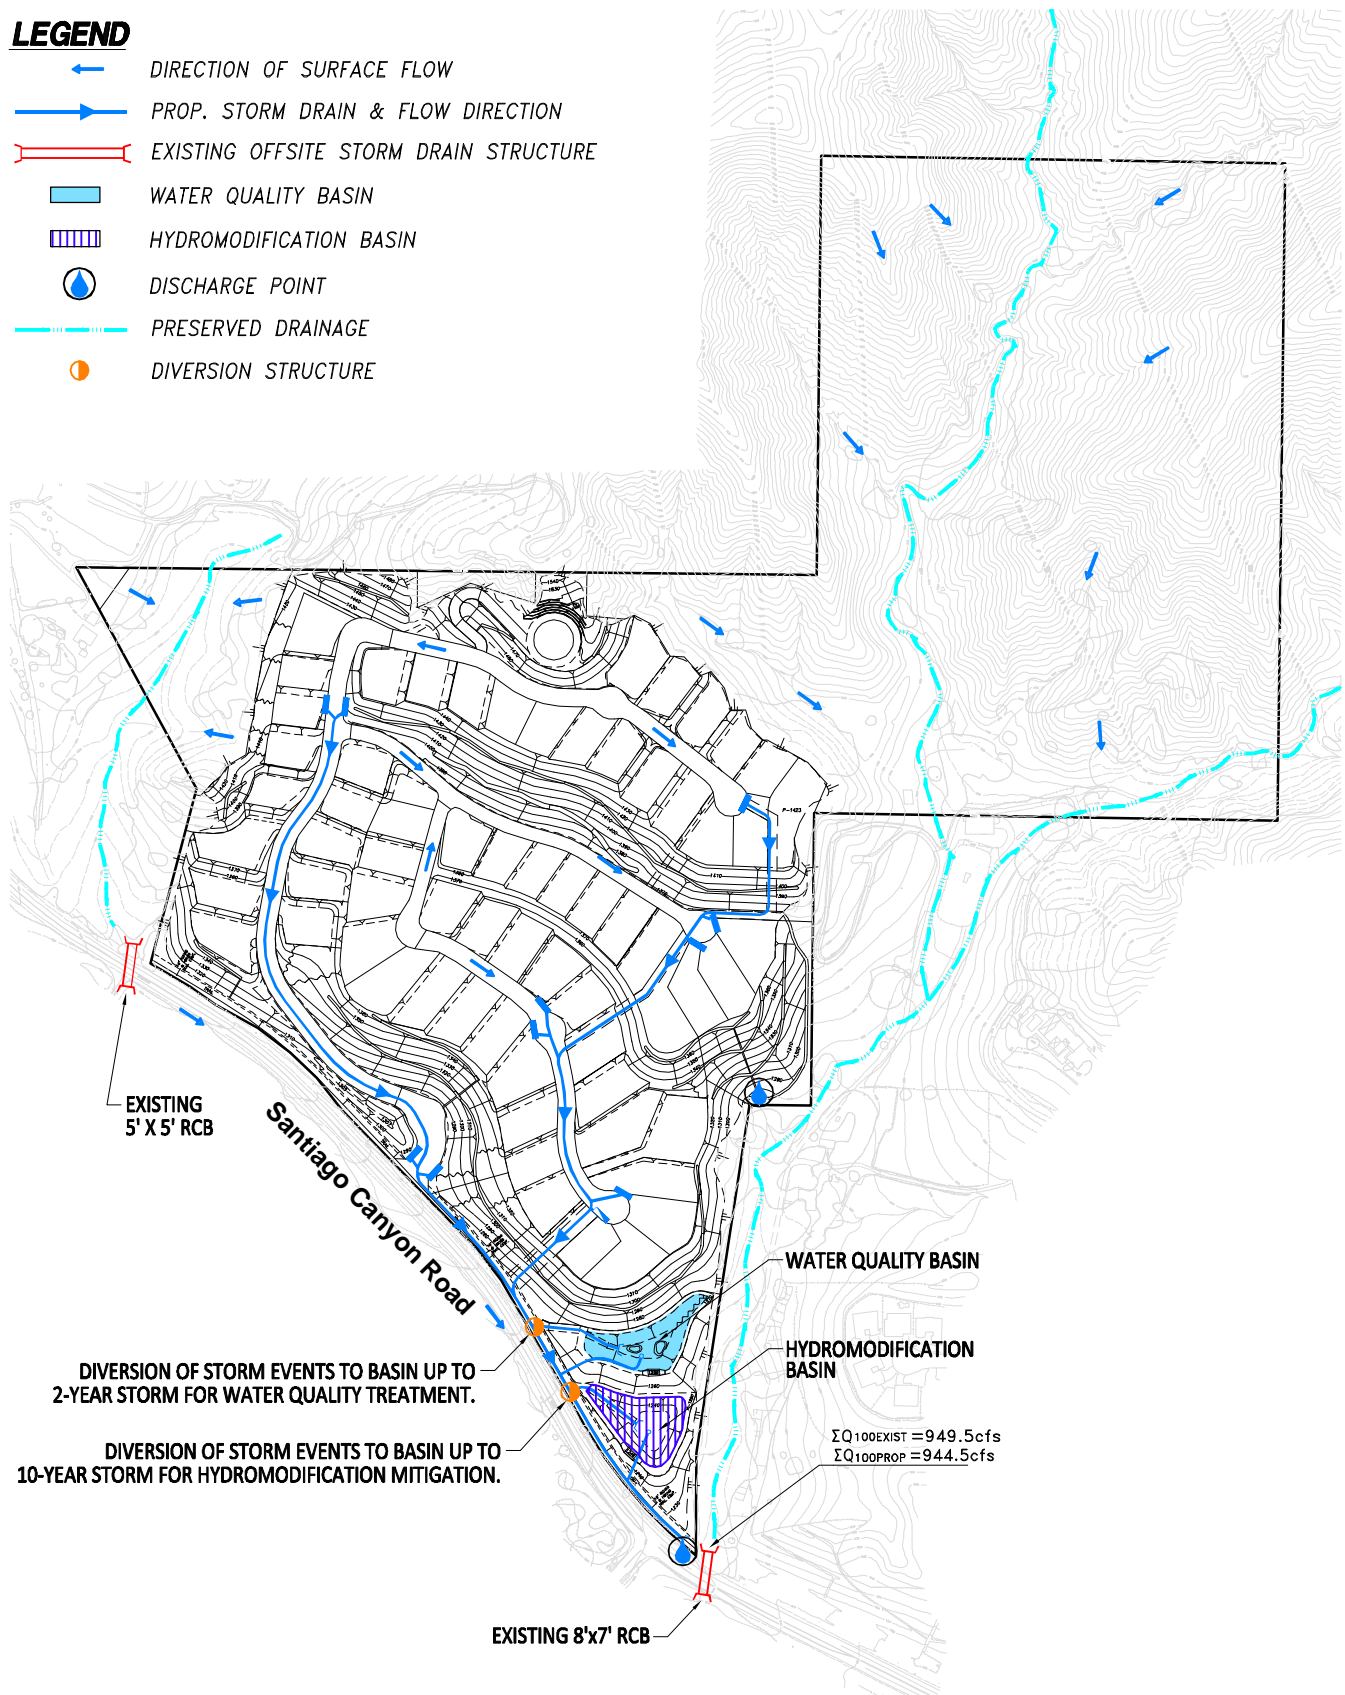 LEGEND
DIRECTION OF SURFACE FLOW
PROP. STORM DRAIN & FLOW DIRECTION
EXISTING OFFSITE STORM DRAIN STRUCTURE
WATER QUALITY BASIN
HYDROMODIFICATION BASIN
DISCHARGE POINT
PRESERVED DRAINAGE
DIVERSION STRUCTURE
P-1423
EXISTING
5' X 5' RCB
Santiago Canyon Road
WATER QUALITY BASIN
HYDROMODIFICATION
BASIN
DIVERSION OF STORM EVENTS TO BASIN UP TO
2-YEAR STORM FOR WATER QUALITY TREATMENT.
DIVERSION OF STORM EVENTS TO BASIN UP TO
10-YEAR STORM FOR HYDROMODIFICATION MITIGATION.
ΣQ100EXIST =949.5cfs
ΣQ100PROP =944.5cfs
EXISTING 8'x7' RCB